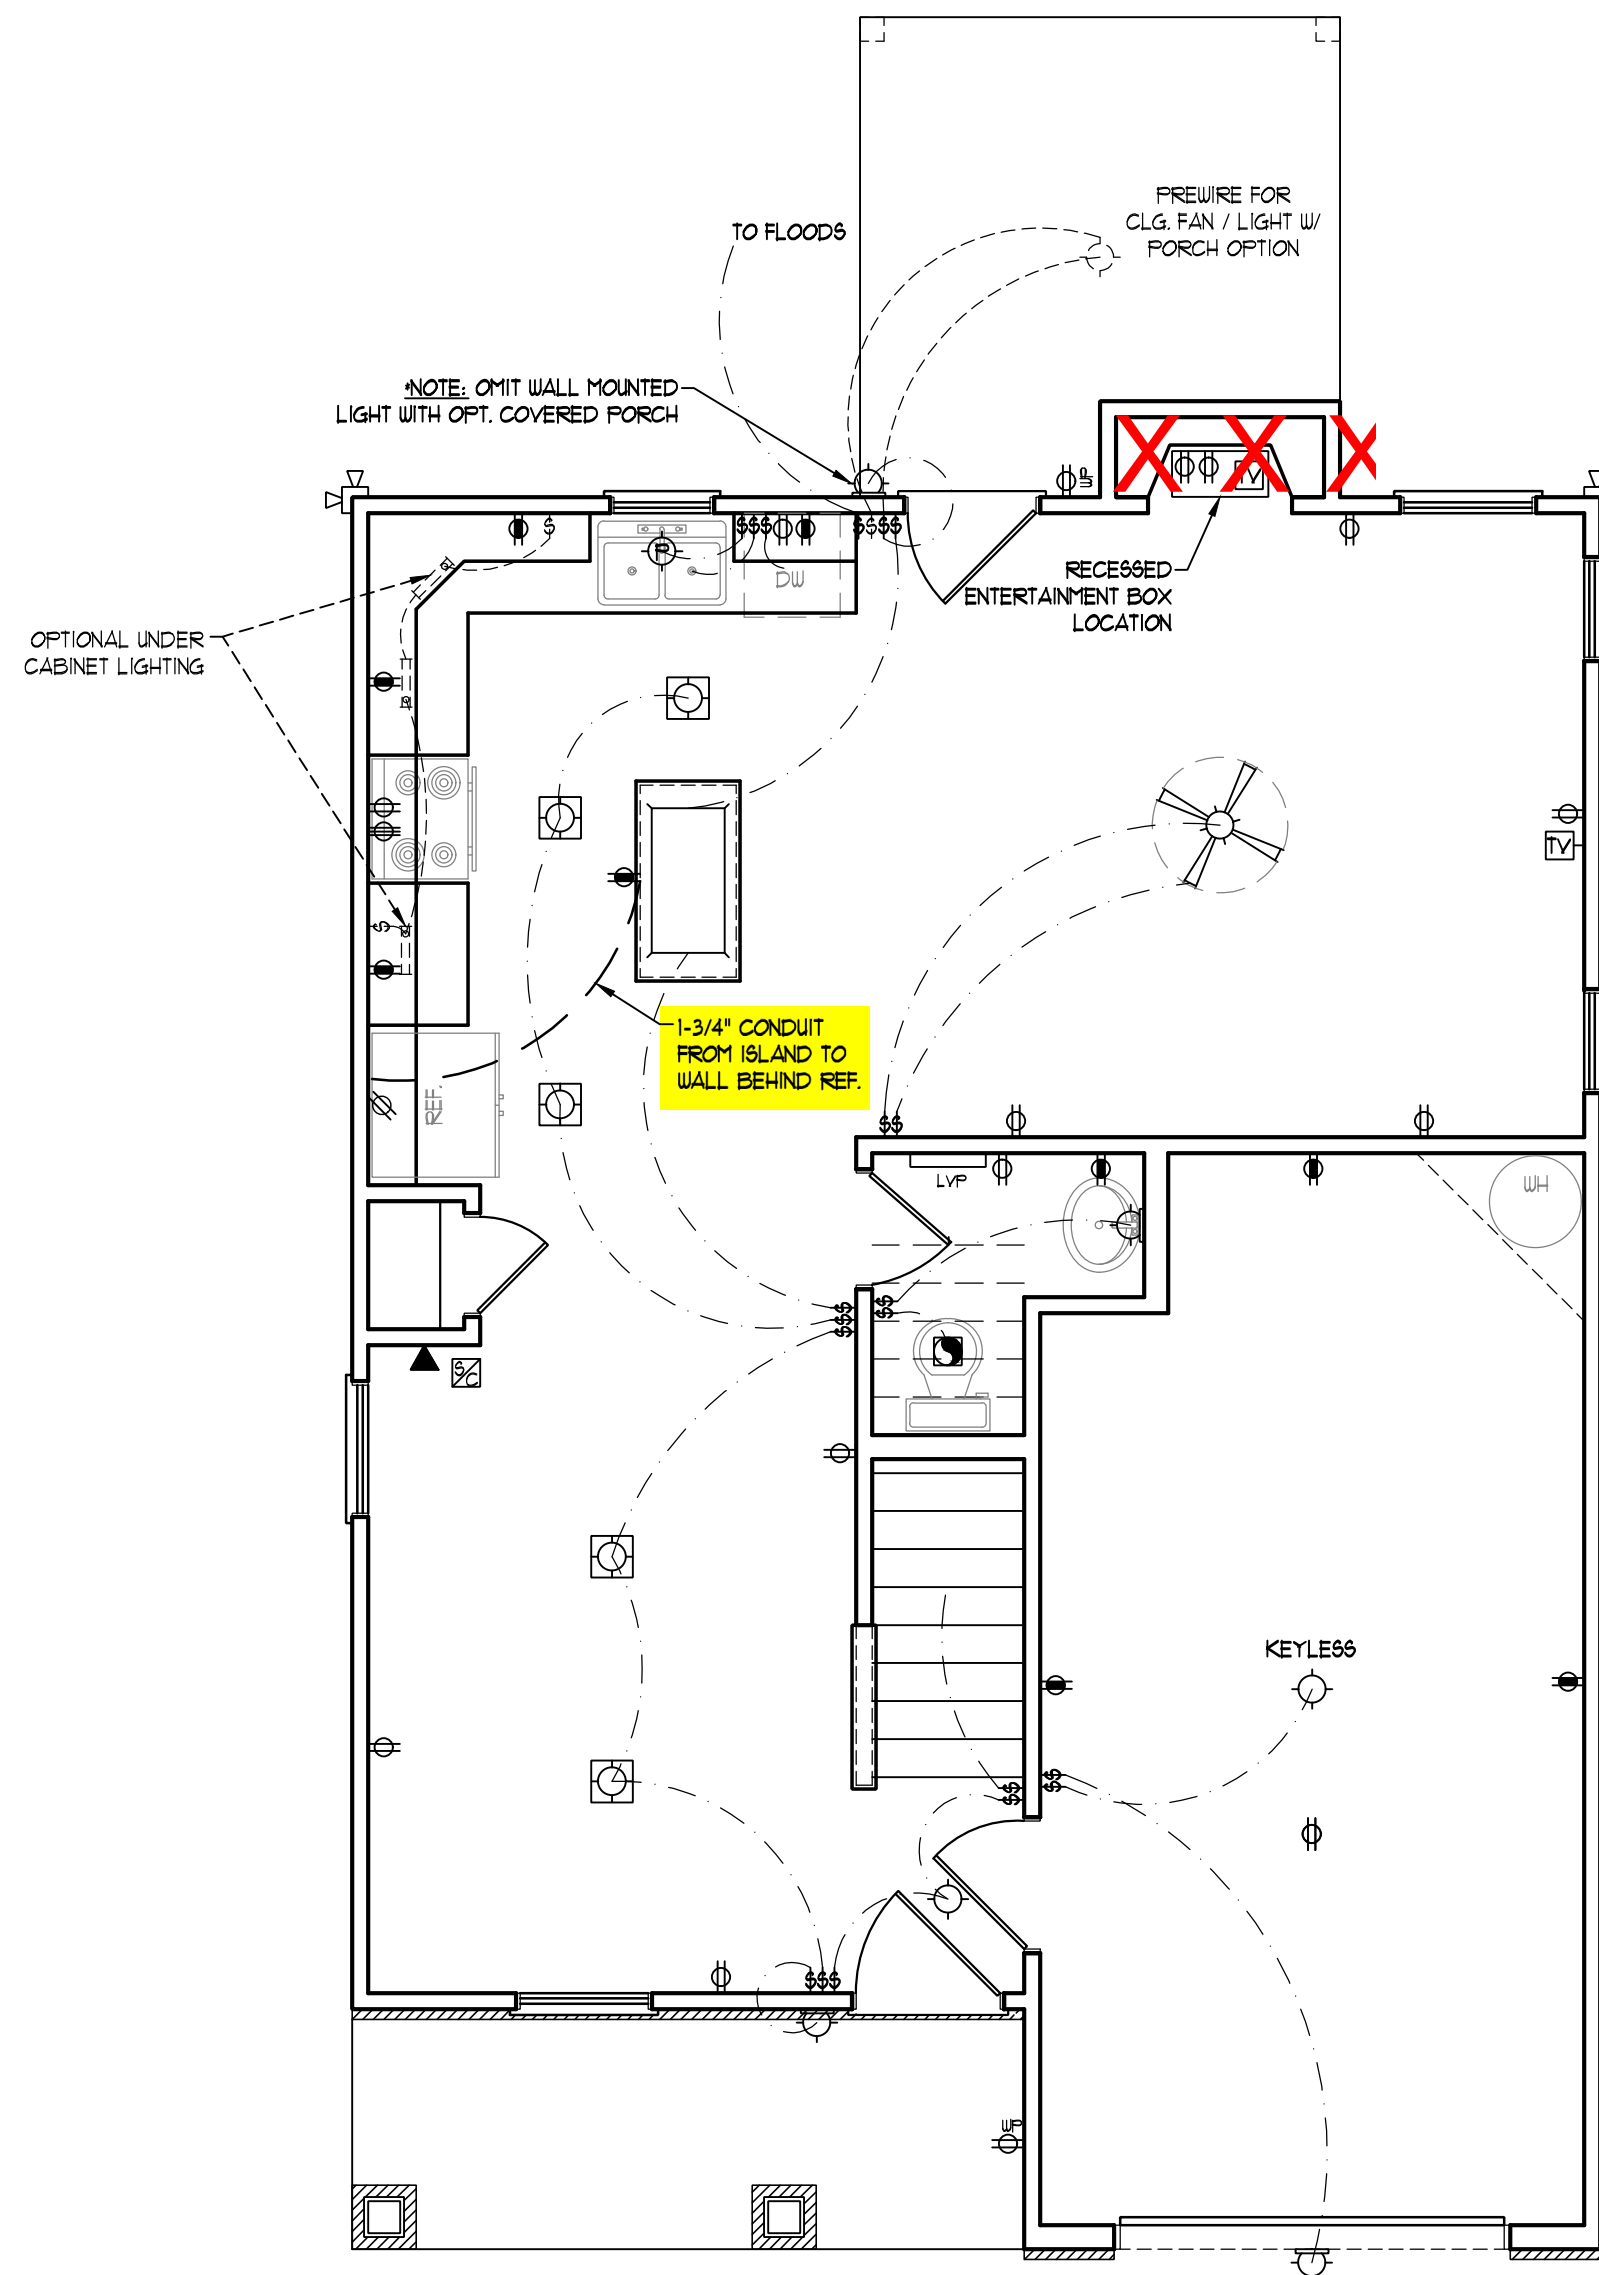 PREWIRE FOR
CLG. FAN / LIGHT W/
PORCH OPTION
TO FLOODS
*NOTE: OMIT WALL MOUNTED
LIGHT WITH OPT. COVERED PORCH
XXX
TV
WP
$
D
$$$
$$$$
DW
RECESSED
ENTERTAINMENT BOX
LOCATION
OPTIONAL UNDER
CABINET LIGHTING
TV
$
1-3/4" CONDUIT
FROM ISLAND TO
WALL BEHIND REF.
REF.
$$
LVP
WH
$$$
$$
S/C
KEYLESS
$$
$$
$$$
WP